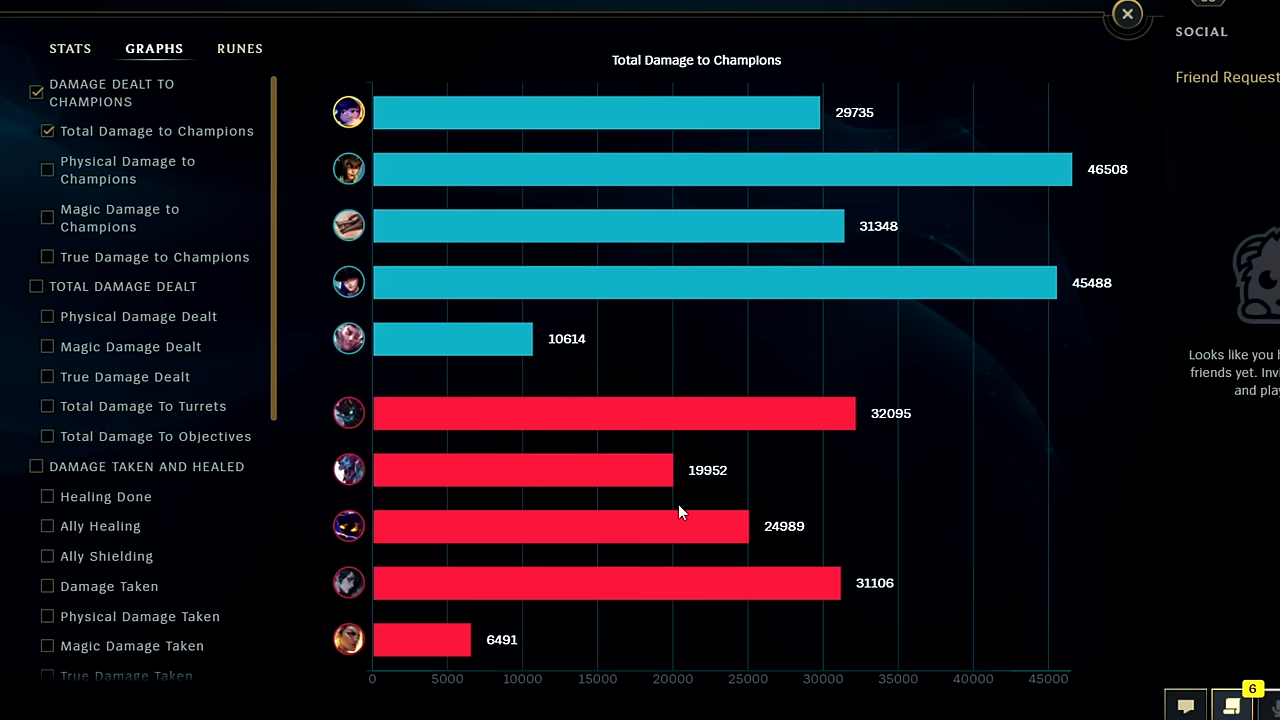 STATS GRAPHS RUNES
SOCIAL
Friend Request
DAMAGE DEALT TO
CHAMPIONS
Total Damage to Champions
Physical Damage to
Champions
Magic Damage to
Champions
True Damage to Champions
TOTAL DAMAGE DEALT
Physical Damage Dealt
Magic Damage Dealt
True Damage Dealt
Total Damage To Turrets
Total Damage To Objectives
DAMAGE TAKEN AND HEALED
Healing Done
Ally Healing
Ally Shielding
Damage Taken
Physical Damage Taken
Magic Damage Taken
True Damage Taken
Total Damage to Champions
29735
46508
31348
45488
10614
32095
19952
24989
31106
6491
0 5000 10000 15000 20000 25000 30000 35000 40000 45000
Looks like you
friends yet. Inv
and play
6